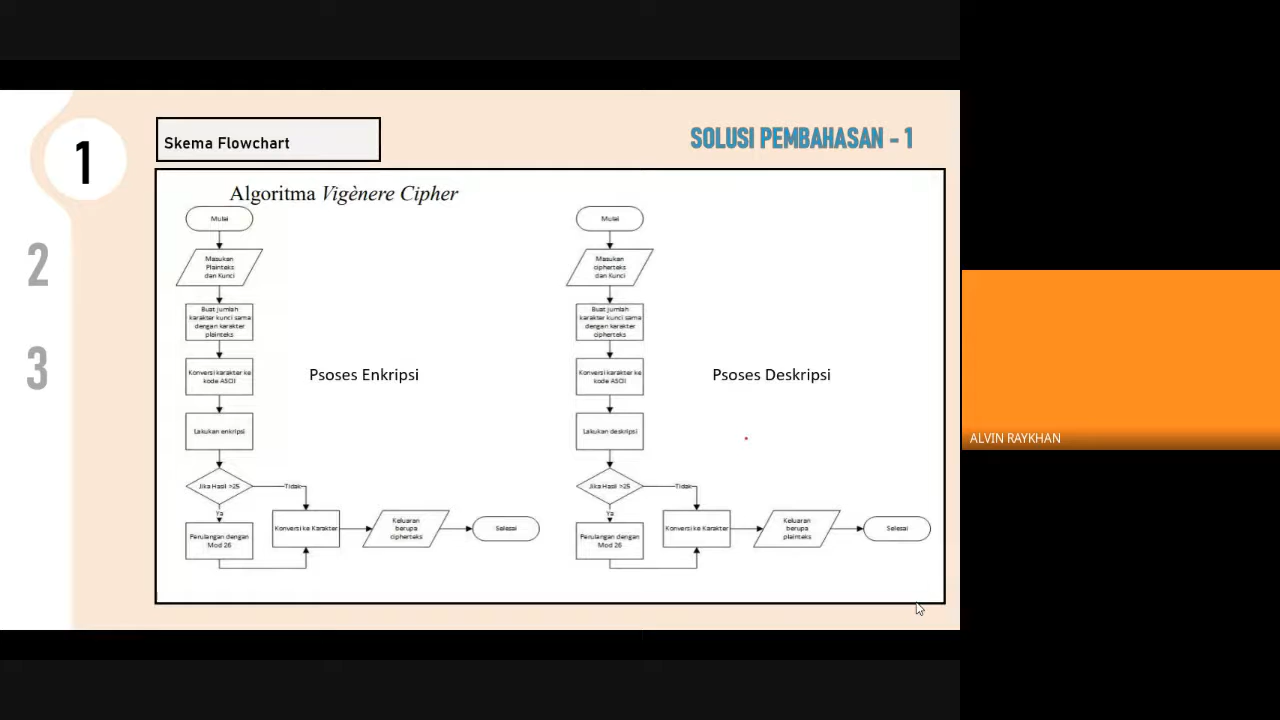 1
Skema Flowchart
SOLUSI PEMBAHASAN - 1
2
3
Algoritma Vigènere Cipher
Mulai
Masukan
Plainteks
dan Kunci
Buat jumlah
karakter kunci sama
dengan karakter
plainteks
Konversi karakter ke
kode ASCII
Lakukan enkripsi
Jika Hasil >25
Tidak
Ya
Perulangan dengan
Mod 26
Konversi ke Karakter
Keluaran
berupa
cipherteks
Selesai
Psoses Enkripsi
Mulai
Masukan
cipherteks
dan Kunci
Buat jumlah
karakter kunci sama
dengan karakter
cipherteks
Konversi karakter ke
kode ASCII
Lakukan deskripsi
Jika Hasil >25
Tidak
Ya
Perulangan dengan
Mod 26
Konversi ke Karakter
Keluaran
berupa
plainteks
Selesai
Psoses Deskripsi
ALVIN RAYKHAN